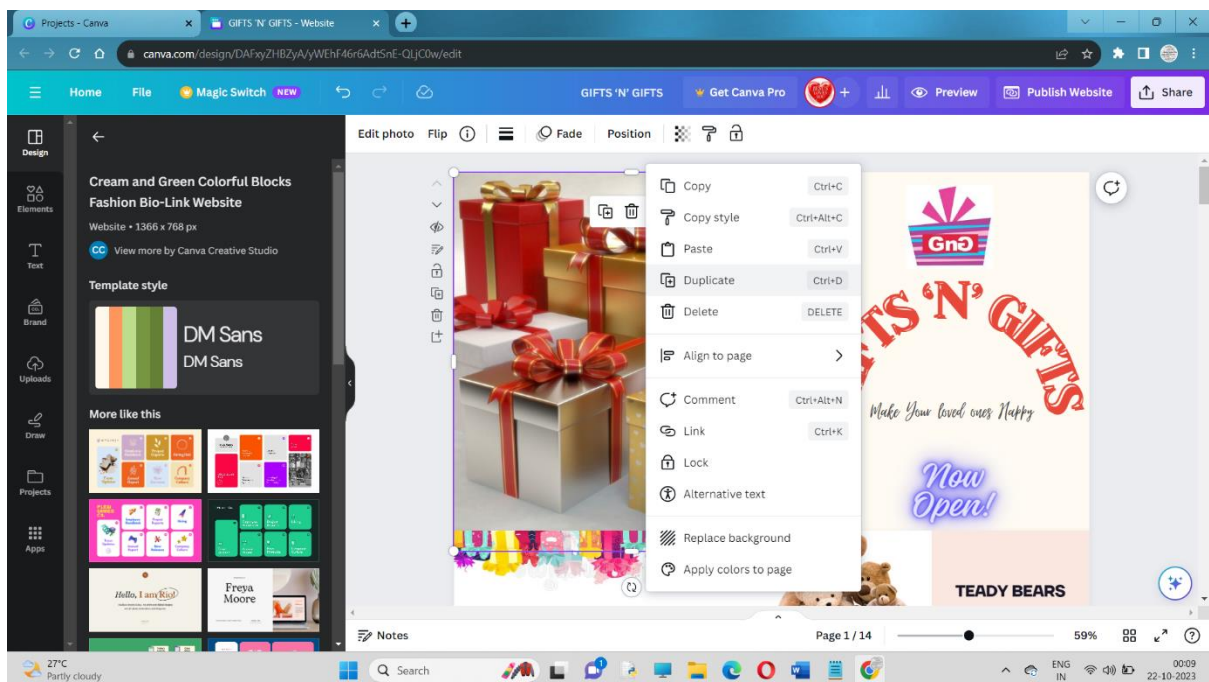 Projects - Canva
GIFTS 'N' GIFTS - Website
canva.com/design/DAFxyZHBZyA/yWEhF46r6AdtSnE-QLjC0w/edit
Home File Magic Switch NEW GIFTS 'N' GIFTS Get Canva Pro Preview Publish Website Share
Edit photo Flip Fade Position
Design
Elements
Text
Brand
Uploads
Draw
Projects
Apps
Cream and Green Colorful Blocks
Fashion Bio-Link Website
Website • 1366 x 768 px
CC View more by Canva Creative Studio
Template style
DM Sans
DM Sans
More like this
Hello, I am Rio!
Freya
Moore
Copy Ctrl+C
Copy style Ctrl+Alt+C
Paste Ctrl+V
Duplicate Ctrl+D
Delete DELETE
Align to page
Comment Ctrl+Alt+N
Link Ctrl+K
Lock
Alternative text
Replace background
Apply colors to page
GnG
TS 'N' GIFTS
Make Your loved ones Happy
Now
Open!
TEADY BEARS
Notes Page 1 / 14 59%
27°C
Partly cloudy
Search
ENG
IN
00:09
22-10-2023